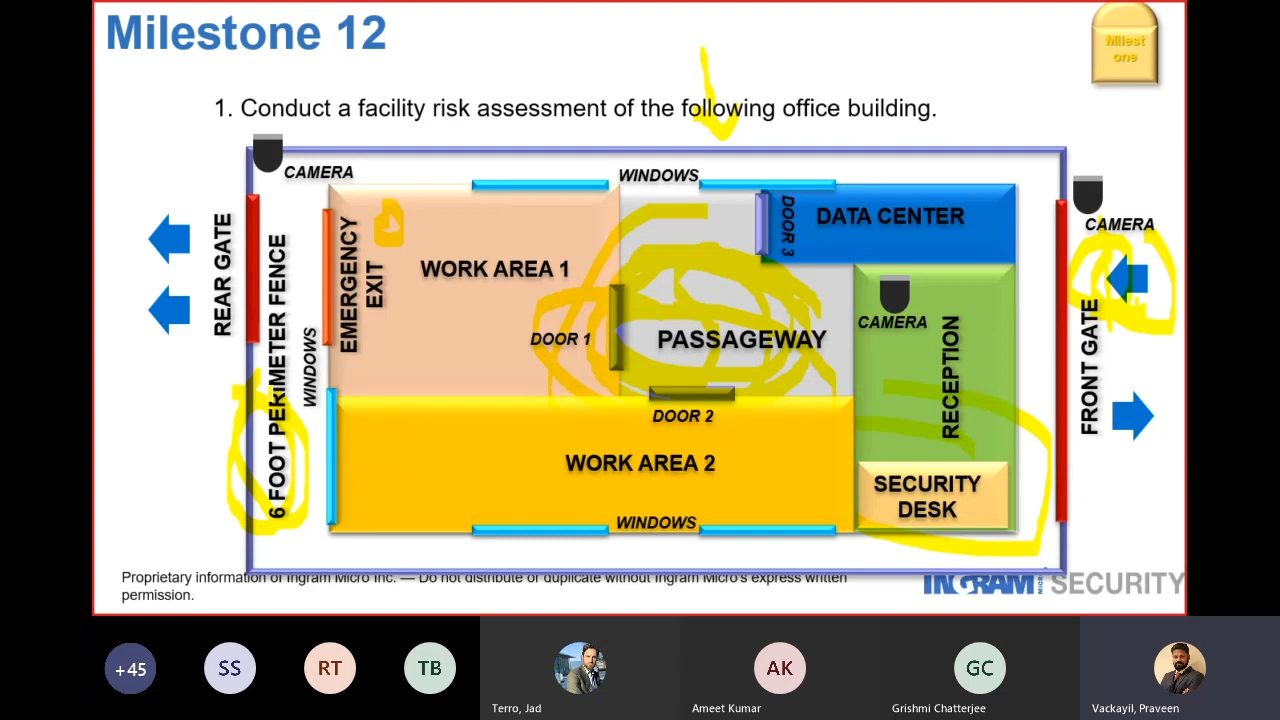 Milestone 12
Milest
one
1. Conduct a facility risk assessment of the following office building.
CAMERA
WINDOWS
DOOR 3
DATA CENTER
CAMERA
REAR GATE
6 FOOT PERIMETER FENCE
WINDOWS
EMERGENCY
EXIT
WORK AREA 1
DOOR 1
PASSAGEWAY
CAMERA
RECEPTION
FRONT GATE
DOOR 2
WORK AREA 2
SECURITY
DESK
WINDOWS
Proprietary information of Ingram Micro Inc. — Do not distribute or duplicate without Ingram Micro's express written
permission.
INGRAM MICRO SECURITY
+45
SS
RT
TB
AK
GC
Terro, Jad
Ameet Kumar
Grishmi Chatterjee
Vackayil, Praveen